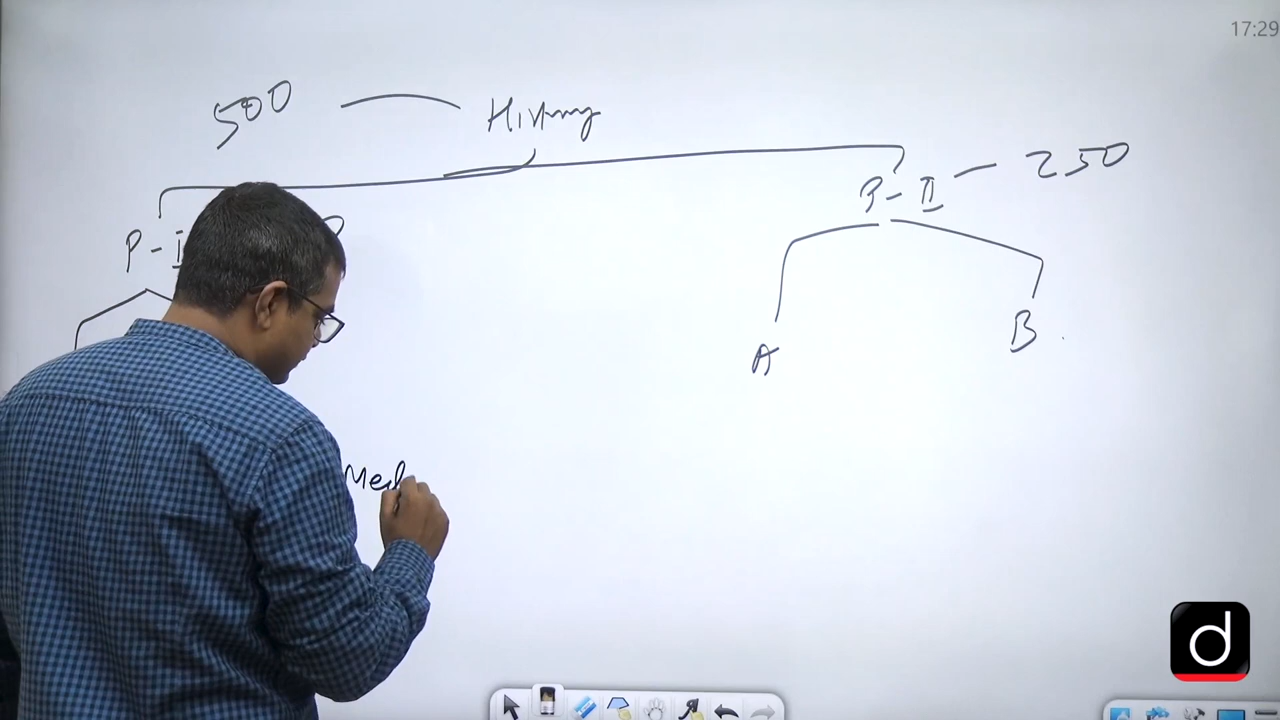 17:29
500 — History
P-II — 250
P-I
A
B
Med
d